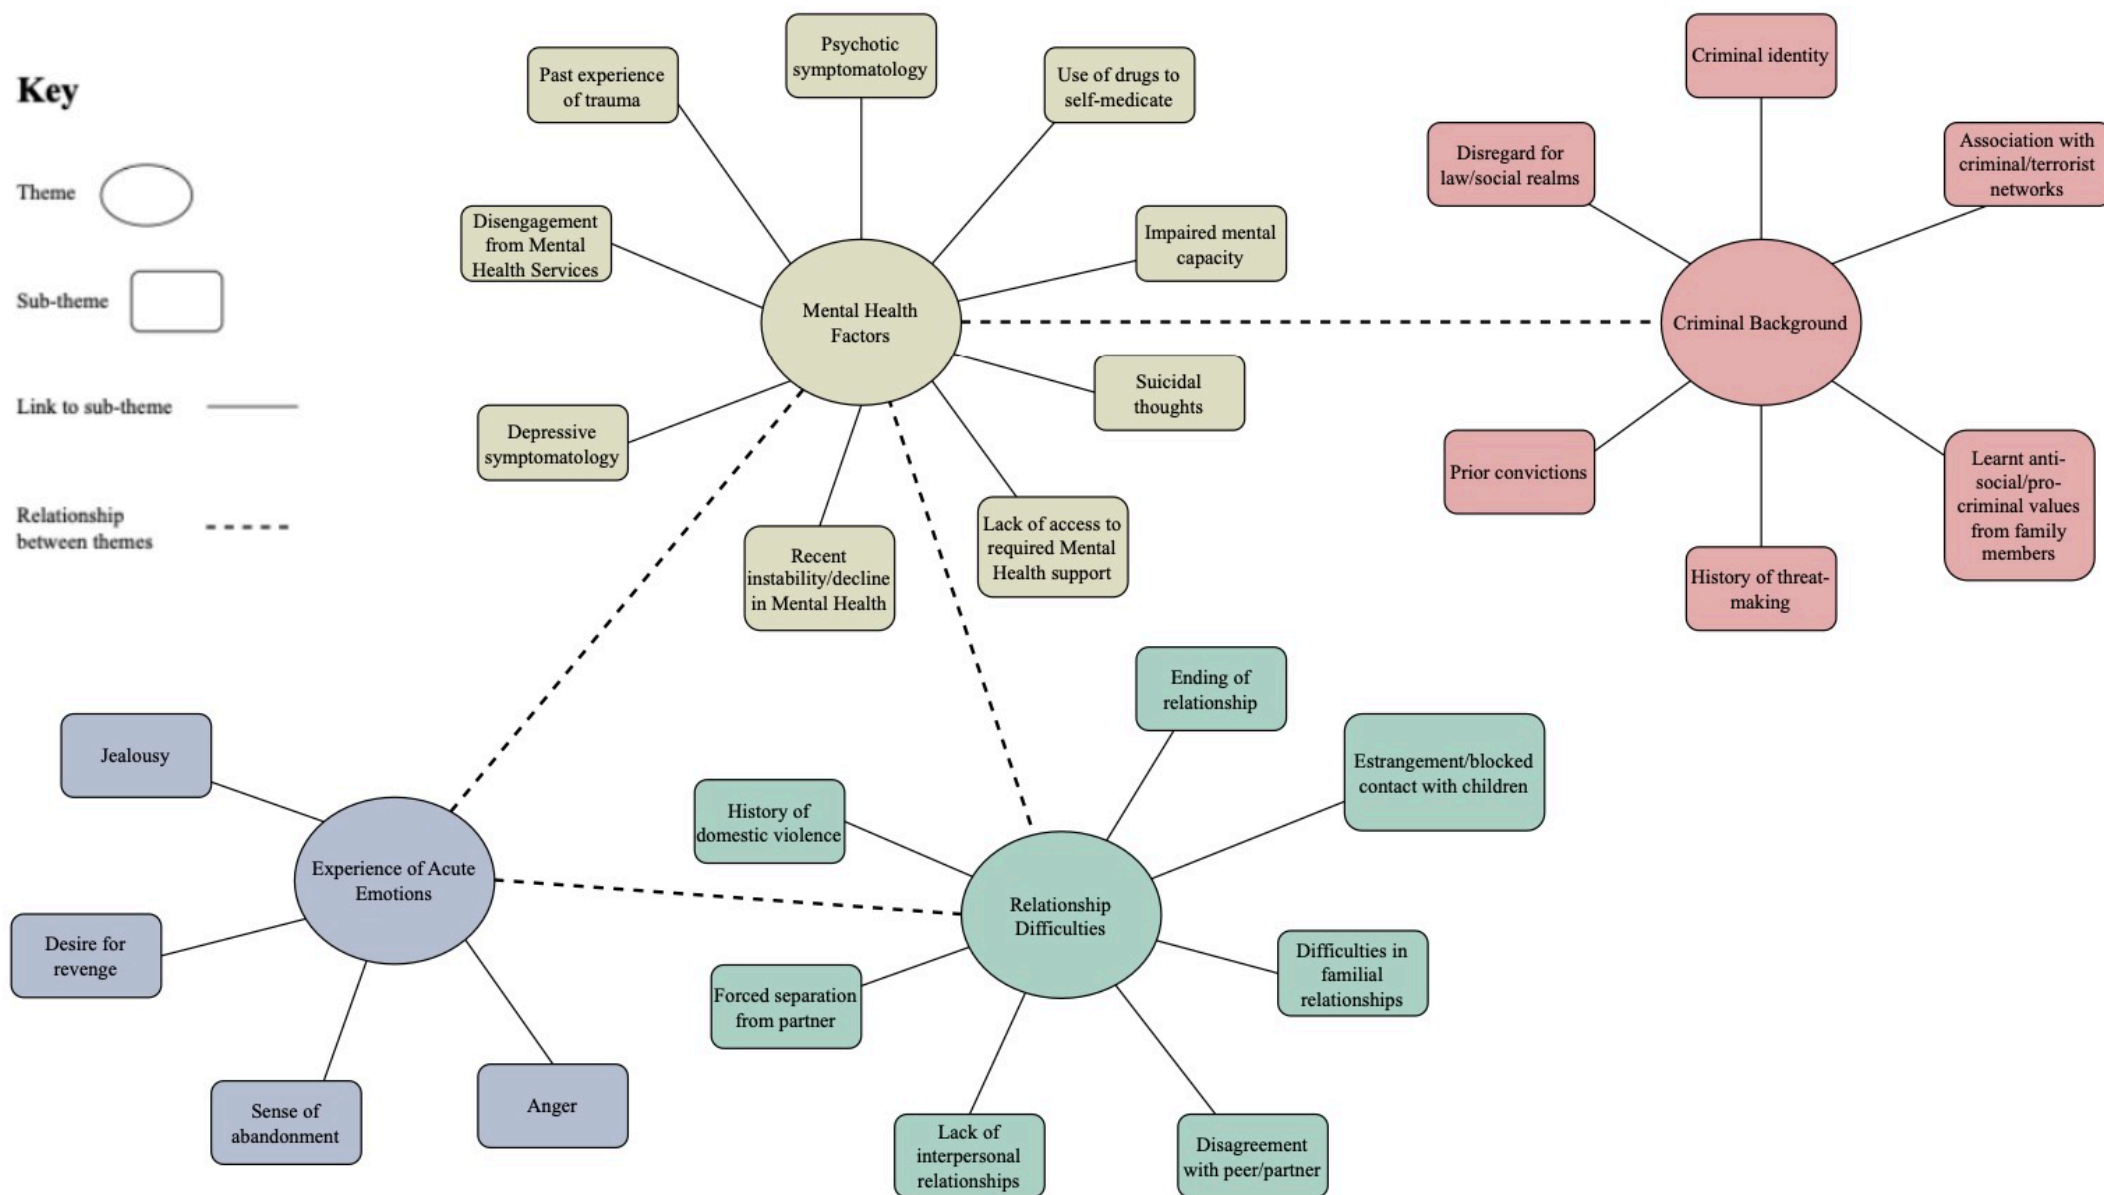 Key
Theme
Sub-theme
Link to sub-theme
Relationship
between themes
Past experience
of trauma
Psychotic
symptomatology
Use of drugs to
self-medicate
Disengagement
from Mental
Health Services
Impaired mental
capacity
Mental Health
Factors
Suicidal
thoughts
Depressive
symptomatology
Recent
instability/decline
in Mental Health
Lack of access to
required Mental
Health support
Criminal identity
Disregard for
law/social realms
Association with
criminal/terrorist
networks
Criminal Background
Prior convictions
History of threat-
making
Learnt anti-
social/pro-
criminal values
from family
members
Jealousy
Experience of Acute
Emotions
Desire for
revenge
Sense of
abandonment
Anger
Ending of
relationship
Estrangement/blocked
contact with children
History of
domestic violence
Relationship
Difficulties
Forced separation
from partner
Difficulties in
familial
relationships
Lack of
interpersonal
relationships
Disagreement
with peer/partner